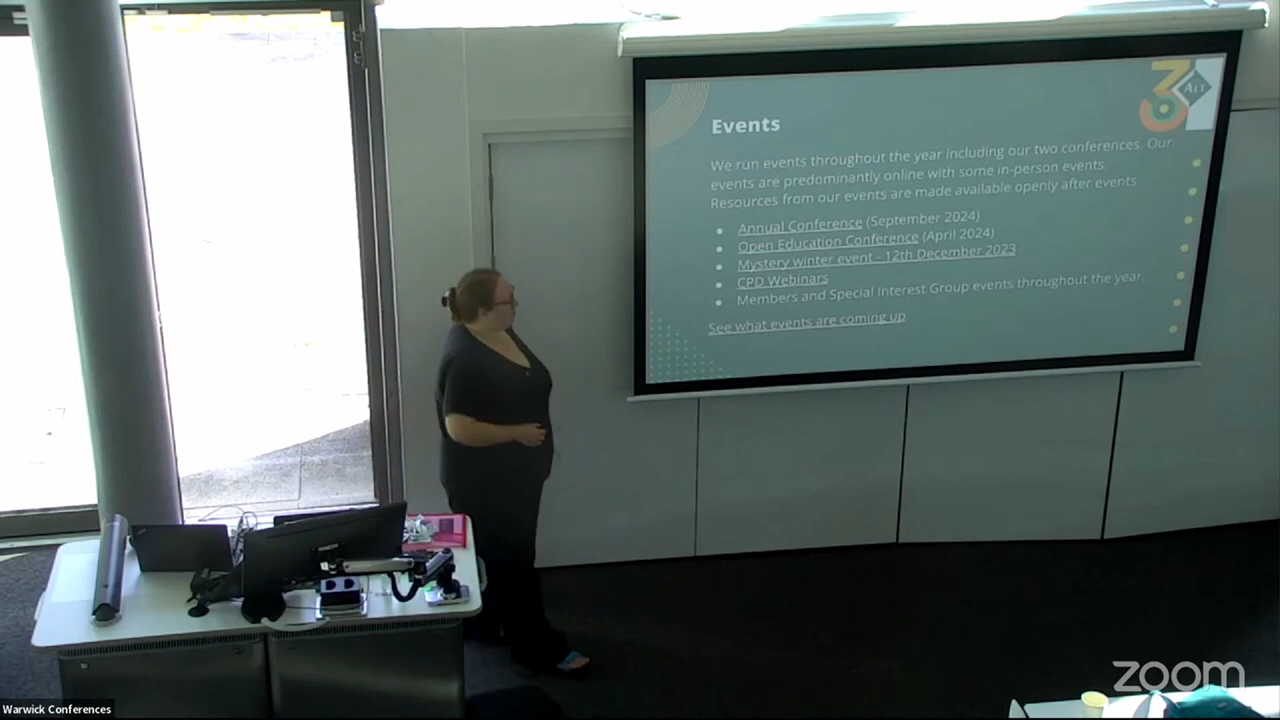 Events
ALT
We run events throughout the year including our two conferences. Our
events are predominantly online with some in-person events.
Resources from our events are made available openly after events.
Annual Conference (September 2024)
Open Education Conference (April 2024)
Mystery winter event - 12th December 2023
CPD Webinars
Members and Special Interest Group events throughout the year.
See what events are coming up
zoom
Warwick Conferences